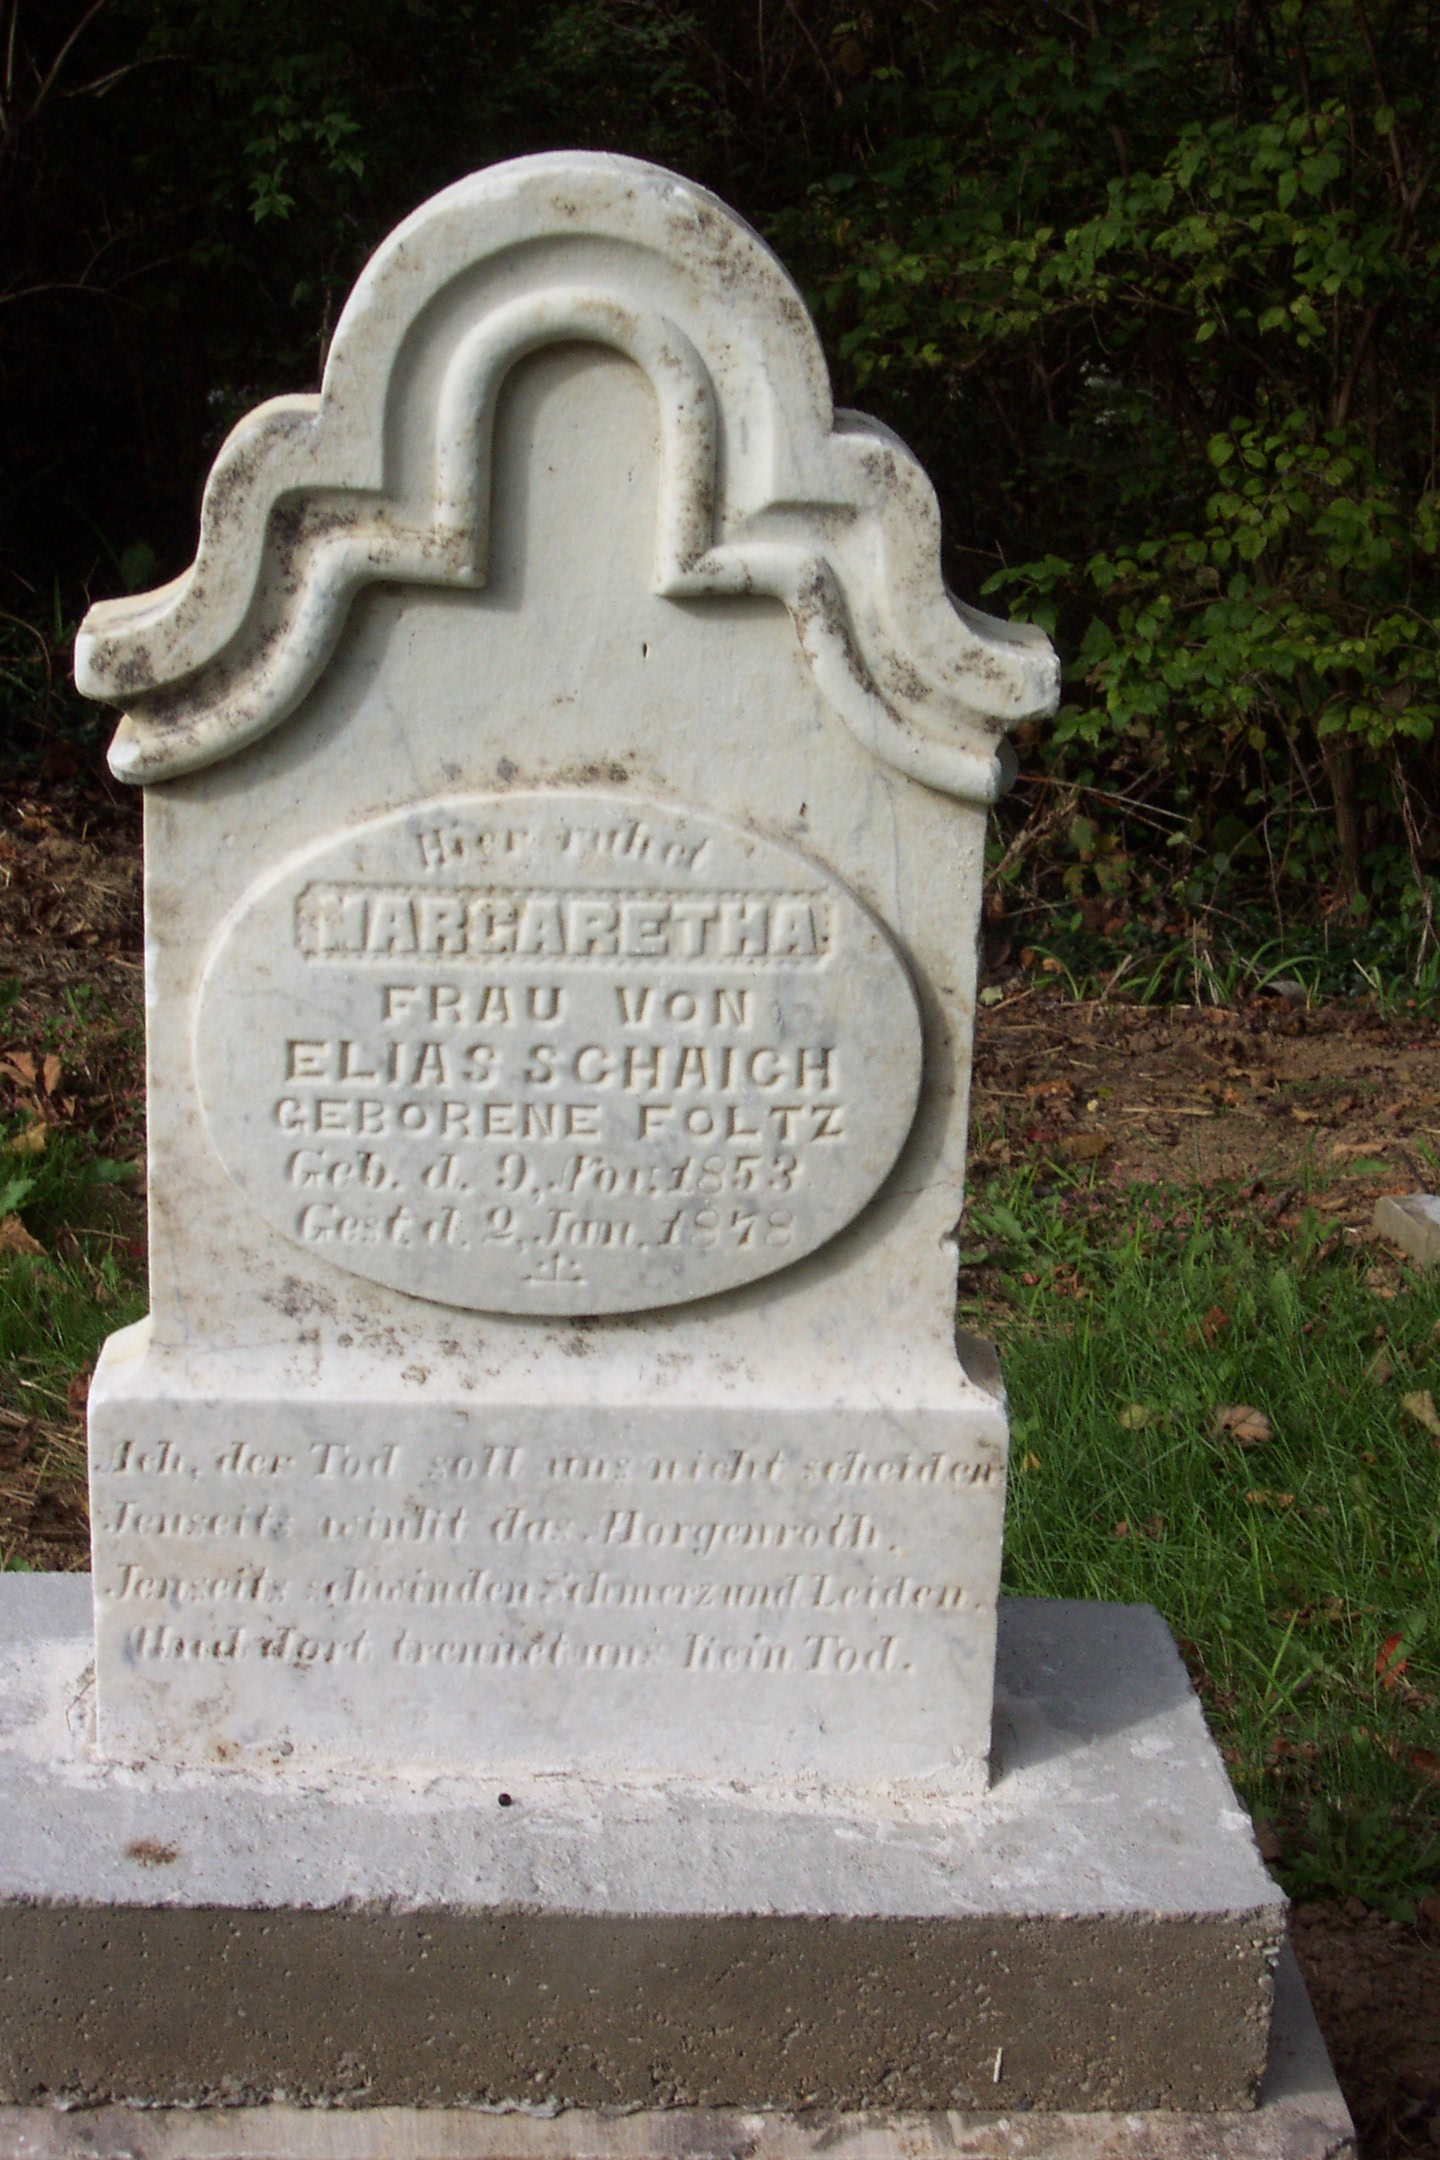 Hier ruhet
MARGARETHA
FRAU VON
ELIAS SCHAICH
GEBORENE FOLTZ
Geb. d. 9, Nov. 1853
Gest d. 2, Jan. 1878
Ach, der Tod soll uns nicht scheiden
Jenseits winkt das Morgenroth,
Jenseits schwinden Schmerz und Leiden.
Und dort trennet uns kein Tod.